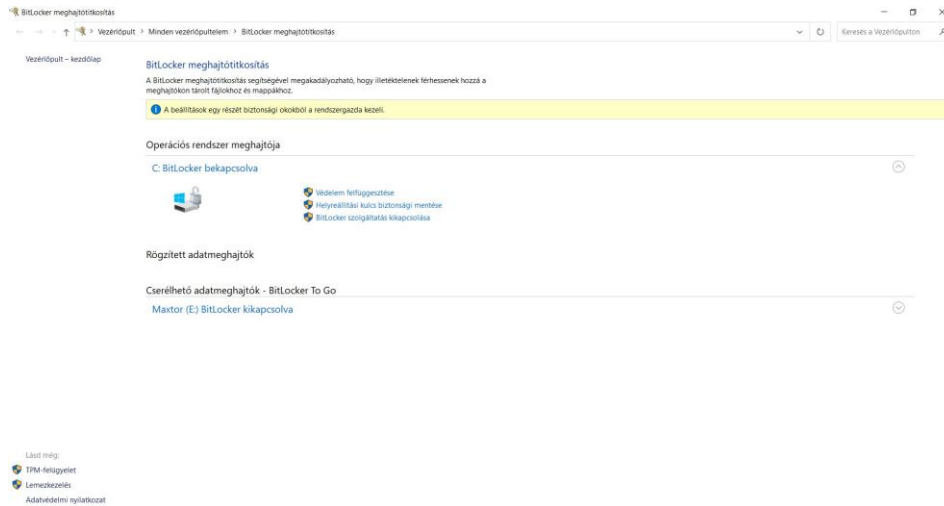 BitLocker meghajtótitkosítás
Vezérlőpult > Minden vezérlőpultelem > BitLocker meghajtótitkosítás
Keresés a Vezérlőpulton
Vezérlőpult – kezdőlap
BitLocker meghajtótitkosítás
A BitLocker meghajtótitkosítás segítségével megakadályozható, hogy illetéktelenek férhessenek hozzá a
meghajtókon tárolt fájlokhoz és mappákhoz.
A beállítások egy részét biztonsági okokból a rendszergazda kezeli.
Operációs rendszer meghajtója
C: BitLocker bekapcsolva
Védelem felfüggesztése
Helyreállítási kulcs biztonsági mentése
BitLocker szolgáltatás kikapcsolása
Rögzített adatmeghajtók
Cserélhető adatmeghajtók - BitLocker To Go
Maxtor (E:) BitLocker kikapcsolva
Lásd még:
TPM-felügyelet
Lemezkezelés
Adatvédelmi nyilatkozat